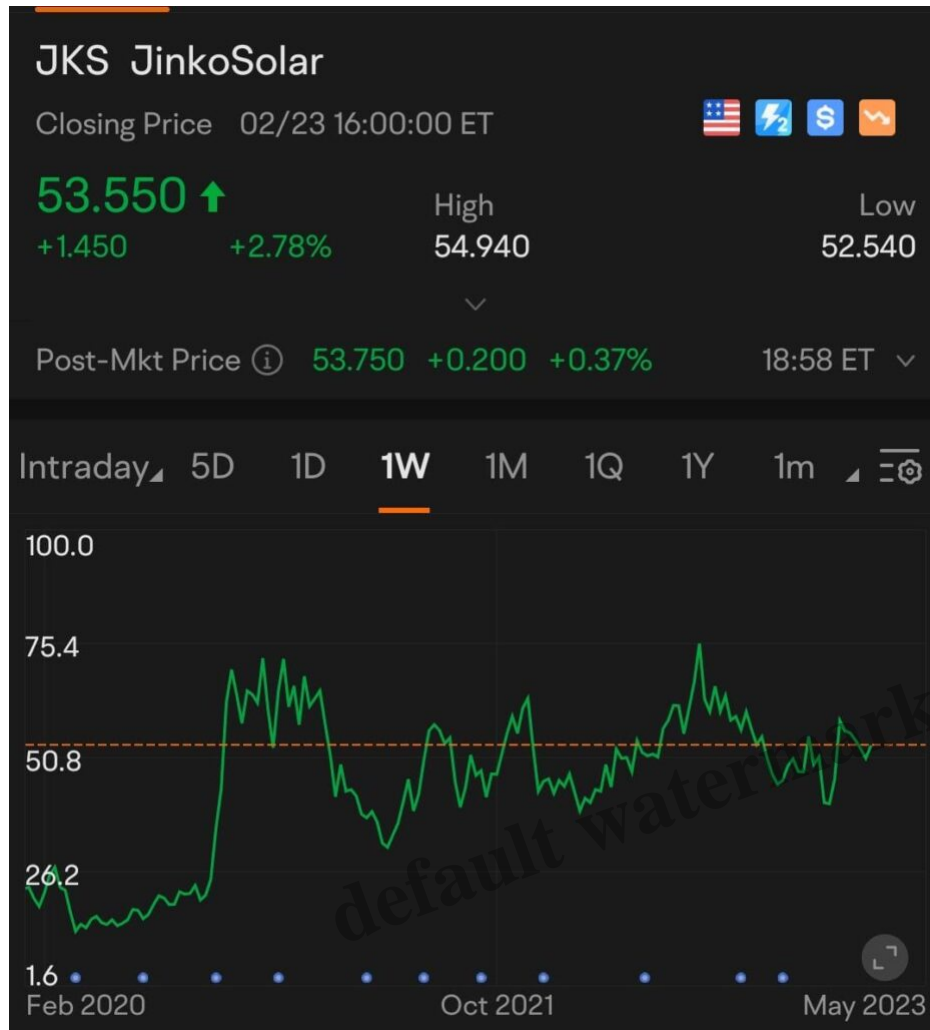 JKS JinkoSolar
Closing Price 02/23 16:00:00 ET
53.550
High
Low
+1.450 +2.78% 54.940 52.540
Post-Mkt Price 53.750 +0.200 +0.37% 18:58 ET
Intraday 5D 1D 1W 1M 1Q 1Y 1m
100.0
75.4
50.8
26.2
1.6
Feb 2020 Oct 2021 May 2023
default watermark